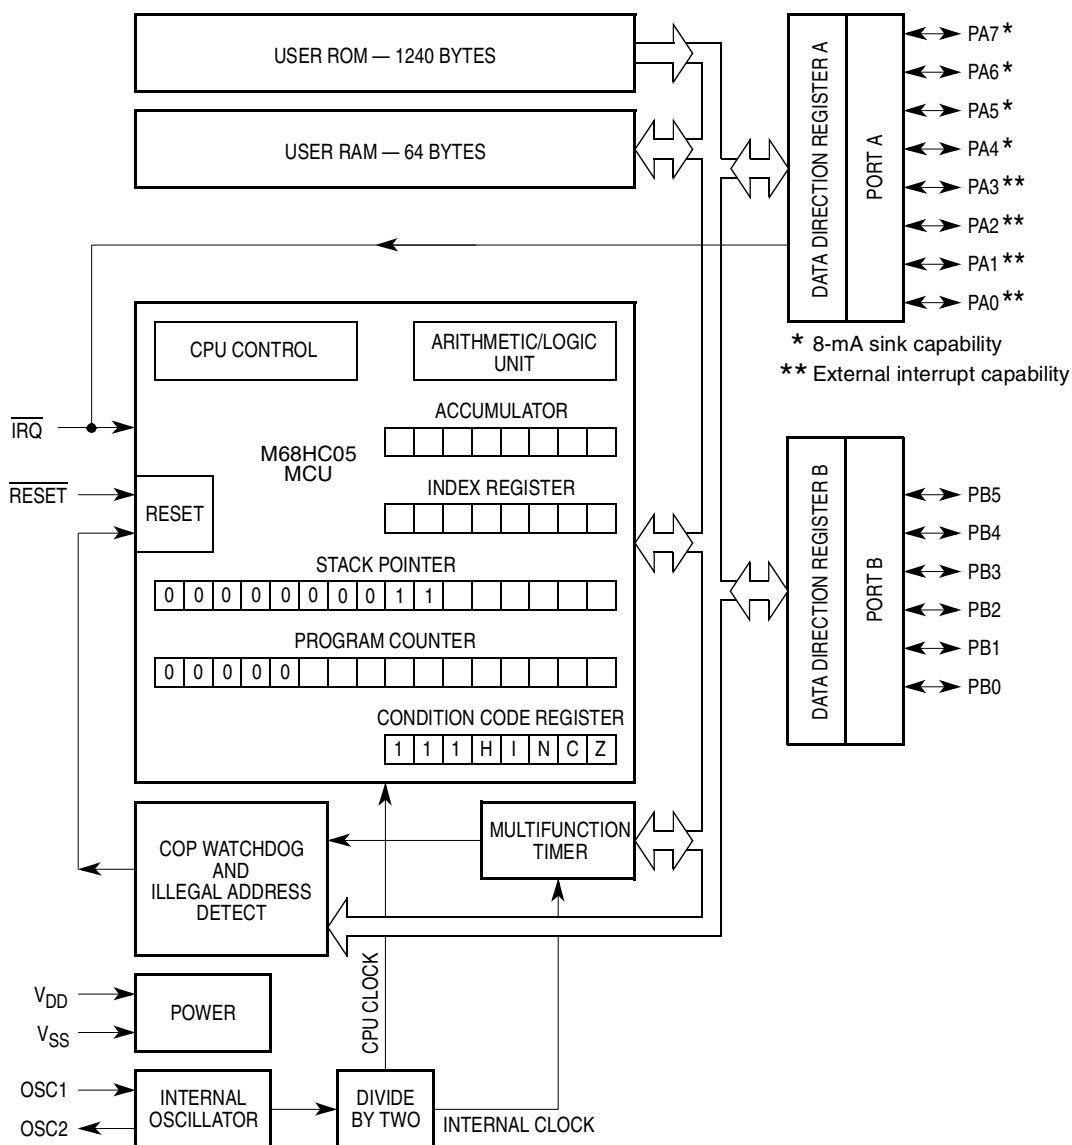 USER ROM — 1240 BYTES
USER RAM — 64 BYTES
DATA DIRECTION REGISTER A
PORT A
PA7 *
PA6 *
PA5 *
PA4 *
PA3 **
PA2 **
PA1 **
PA0 **
* 8-mA sink capability
** External interrupt capability
CPU CONTROL
ARITHMETIC/LOGIC
UNIT
ACCUMULATOR
IRQ
M68HC05
MCU
RESET
RESET
INDEX REGISTER
STACK POINTER
0 0 0 0 0 0 0 0 1 1
PROGRAM COUNTER
0 0 0 0 0
CONDITION CODE REGISTER
1 1 1 H I N C Z
DATA DIRECTION REGISTER B
PORT B
PB5
PB4
PB3
PB2
PB1
PB0
COP WATCHDOG
AND
ILLEGAL ADDRESS
DETECT
MULTIFUNCTION
TIMER
VDD
VSS
POWER
CPU CLOCK
OSC1
OSC2
INTERNAL
OSCILLATOR
DIVIDE
BY TWO
INTERNAL CLOCK